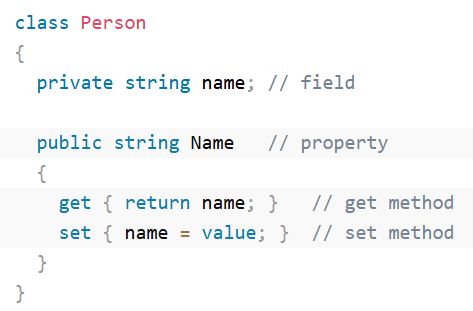 class Person
{
  private string name; // field

  public string Name   // property
  {
    get { return name; }   // get method
    set { name = value; }  // set method
  }
}